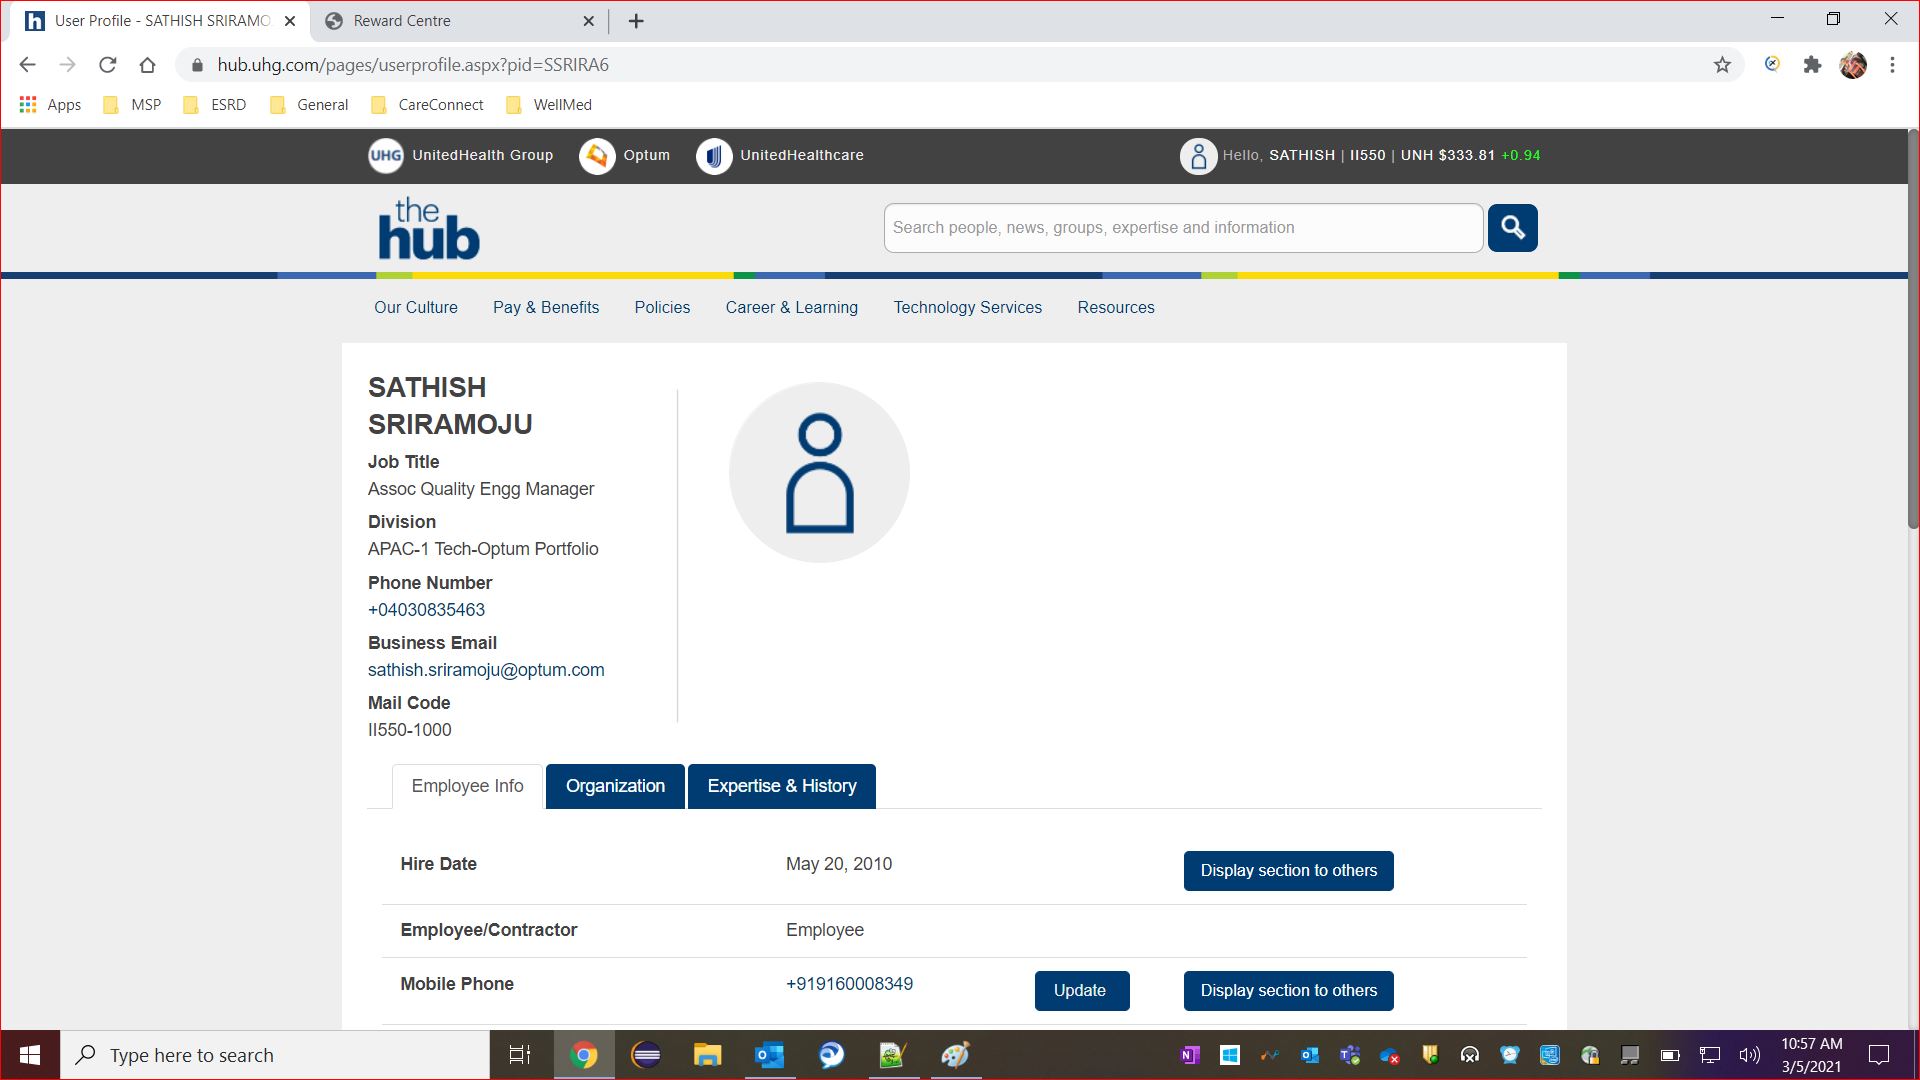 User Profile - SATHISH SRIRAMO
Reward Centre
hub.uhg.com/pages/userprofile.aspx?pid=SSRIRA6
Apps MSP ESRD General CareConnect WellMed
UHG UnitedHealth Group Optum UnitedHealthcare Hello, SATHISH | II550 | UNH $333.81 +0.94
the
hub
Search people, news, groups, expertise and information
Our Culture Pay & Benefits Policies Career & Learning Technology Services Resources
SATHISH
SRIRAMOJU
Job Title
Assoc Quality Engg Manager
Division
APAC-1 Tech-Optum Portfolio
Phone Number
+04030835463
Business Email
sathish.sriramoju@optum.com
Mail Code
II550-1000
Employee Info Organization Expertise & History
Hire Date May 20, 2010 Display section to others
Employee/Contractor Employee
Mobile Phone +919160008349 Update Display section to others
Type here to search
10:57 AM
3/5/2021